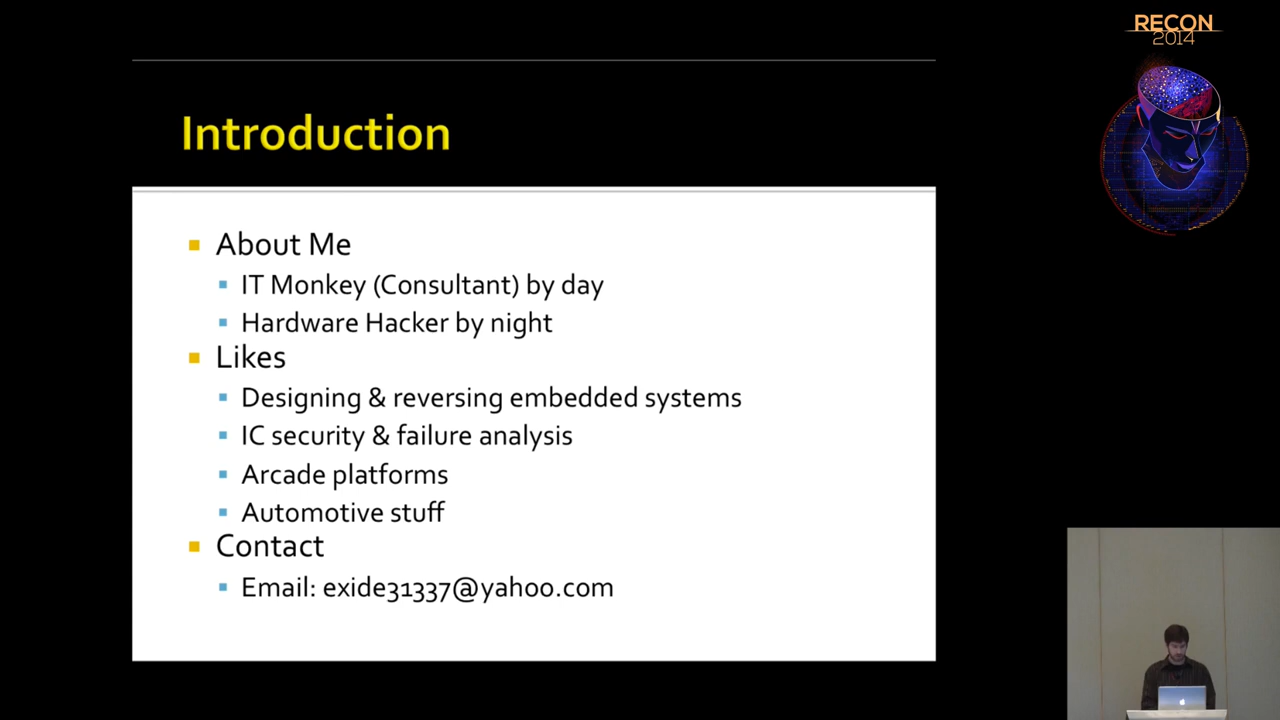 RECON
2014
Introduction
About Me
IT Monkey (Consultant) by day
Hardware Hacker by night
Likes
Designing & reversing embedded systems
IC security & failure analysis
Arcade platforms
Automotive stuff
Contact
Email: exide31337@yahoo.com